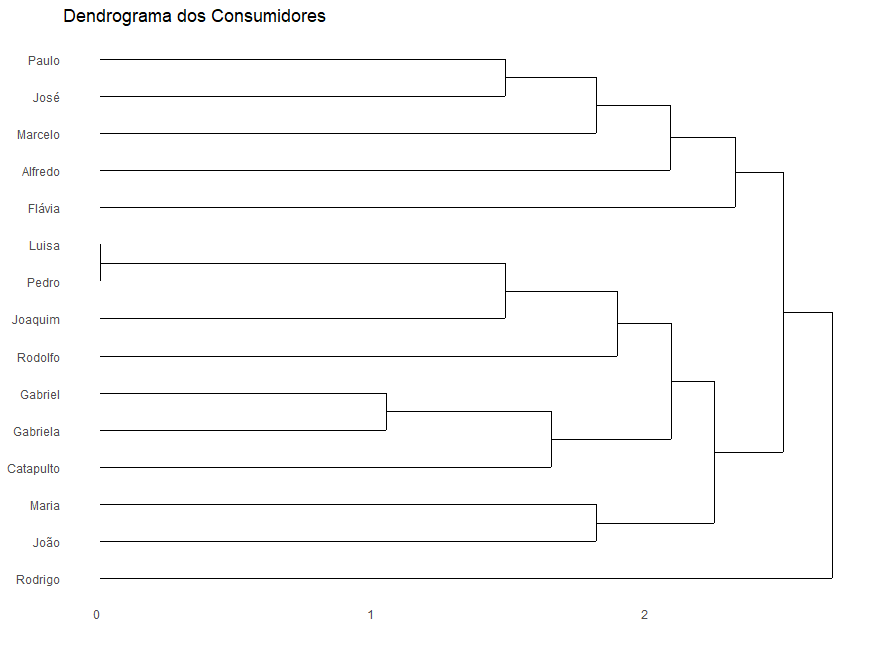 Dendrograma dos Consumidores
Paulo
José
Marcelo
Alfredo
Flávia
Luisa
Pedro
Joaquim
Rodolfo
Gabriel
Gabriela
Catapulto
Maria
João
Rodrigo
0 1 2